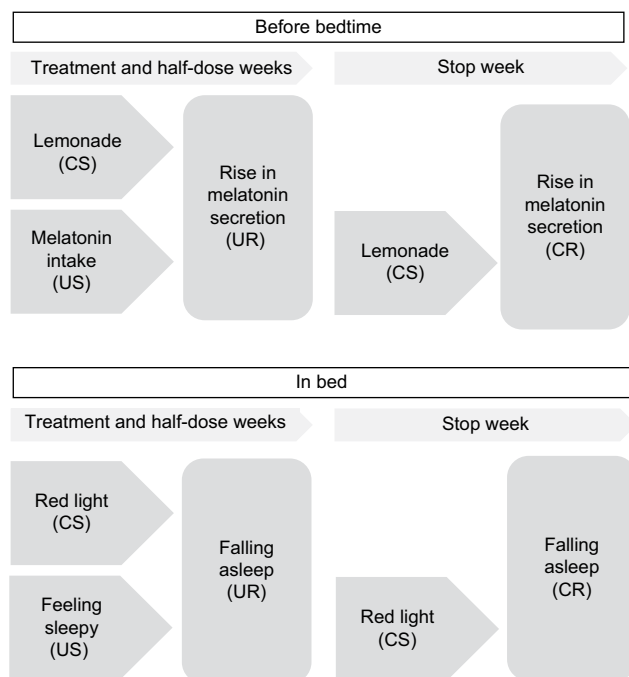 Before bedtime
Treatment and half-dose weeks
Stop week
Lemonade
(CS)
Melatonin
intake
(US)
Rise in
melatonin
secretion
(UR)
Lemonade
(CS)
Rise in
melatonin
secretion
(CR)
In bed
Treatment and half-dose weeks
Stop week
Red light
(CS)
Feeling
sleepy
(US)
Falling
asleep
(UR)
Red light
(CS)
Falling
asleep
(CR)